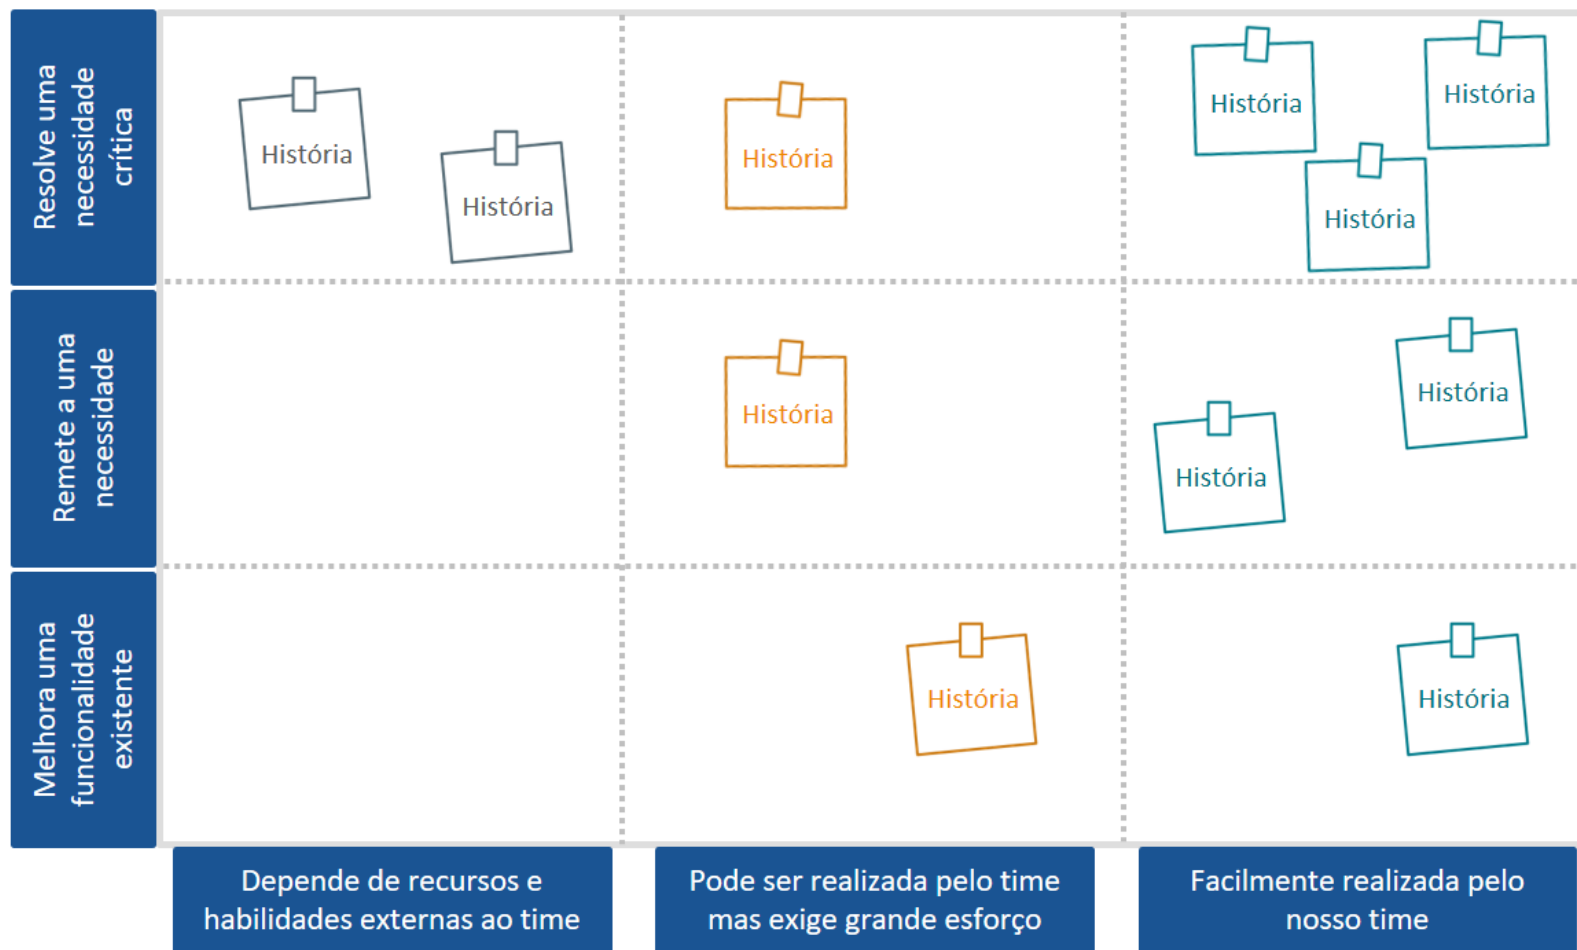 Resolve uma
necessidade
crítica
História
História
História
História
História
História
Remete a uma
necessidade
História
História
História
Melhora uma
funcionalidade
existente
História
História
Depende de recursos e
habilidades externas ao time
Pode ser realizada pelo time
mas exige grande esforço
Facilmente realizada pelo
nosso time